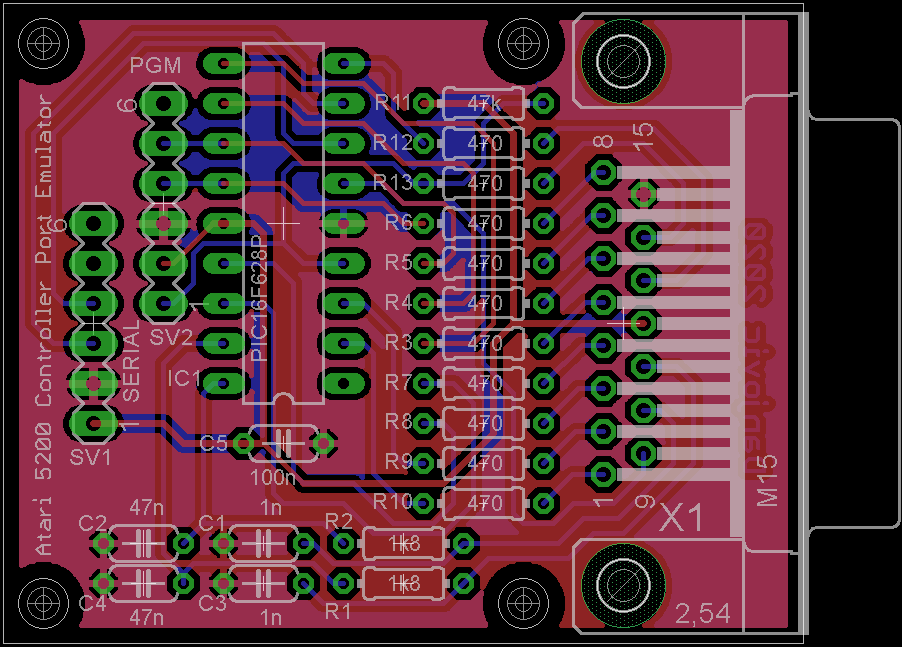 PGM
6
6
1
SERIAL
1
SV2
SV1
Atari 5200 Controller Port Emulator
PIC16F628P
IC1
C5
100n
R11 47k
R12 470
R13 470
R6 470
R5 470
R4 470
R3 470
R7 470
R8 470
R9 470
R10 470
8
15
1
9
X1
M15
2,54
47n
1n
C2
C1
R2
1k8
C4
C3
R1
1k8
47n
1n